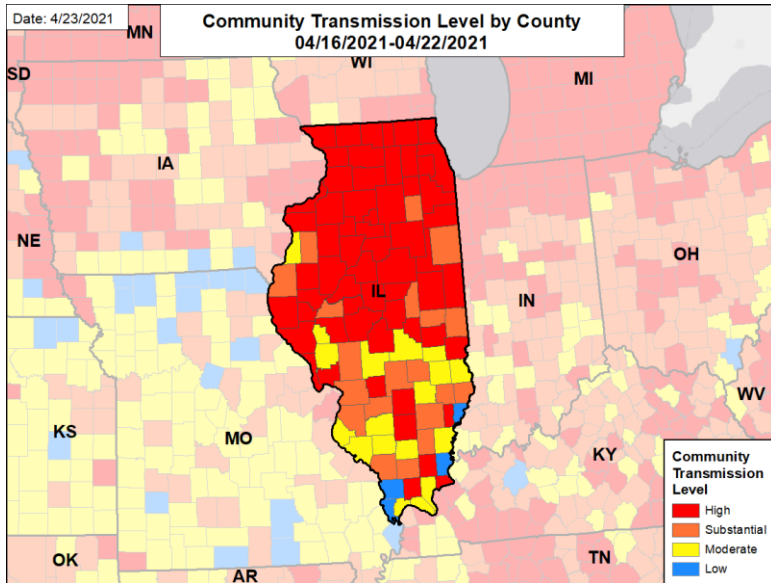 Date: 4/23/2021
Community Transmission Level by County
04/16/2021-04/22/2021
MN
WI
SD
MI
IA
NE
OH
IL
IN
WV
KS
MO
KY
OK
AR
TN
Community
Transmission
Level
High
Substantial
Moderate
Low